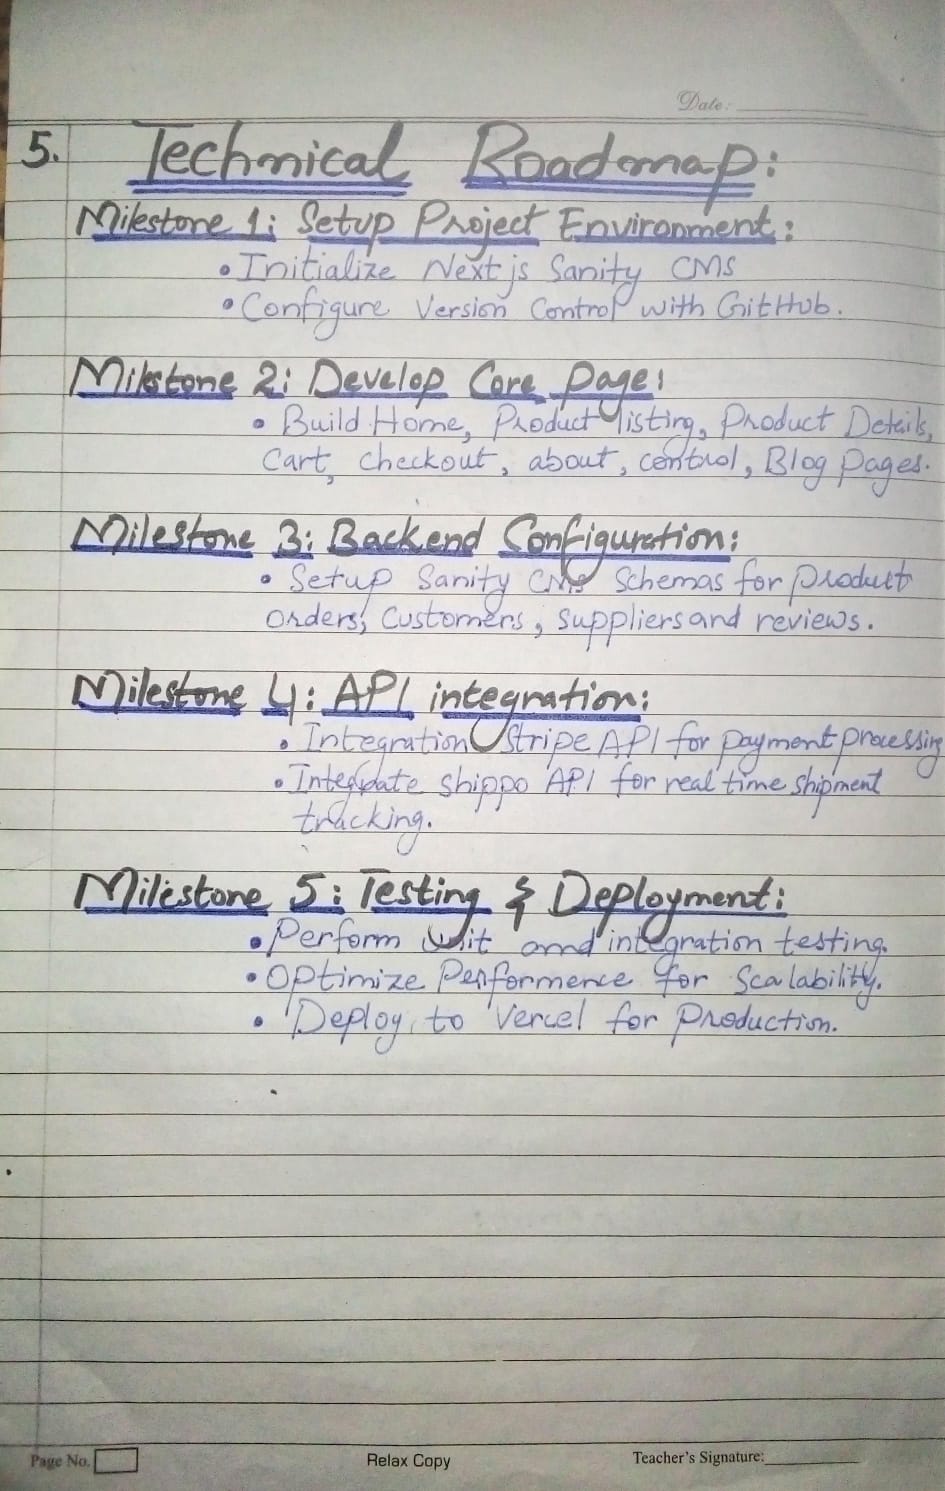 Date:
5. Technical Roadmap:
Milestone 1: Setup Project Environment:
• Initialize Next js Sanity CMS
• Configure Version Control with GitHub.
Milestone 2: Develop Core Page:
• Build Home, Product listing, Product Details,
Cart, checkout, about, control, Blog pages.
Milestone 3: Backend Configuration:
• Setup Sanity CMS Schemas for product
orders, Customers, suppliers and reviews.
Milestone 4: API integration:
• Integration Stripe API for payment processing
• Integrate shippo API for real time shipment
tracking.
Milestone 5: Testing & Deployment:
• Perform Unit and integration testing.
• Optimize Performence for Scalability.
• Deploy to Vercel for Production.
Page No. Relax Copy Teacher's Signature: